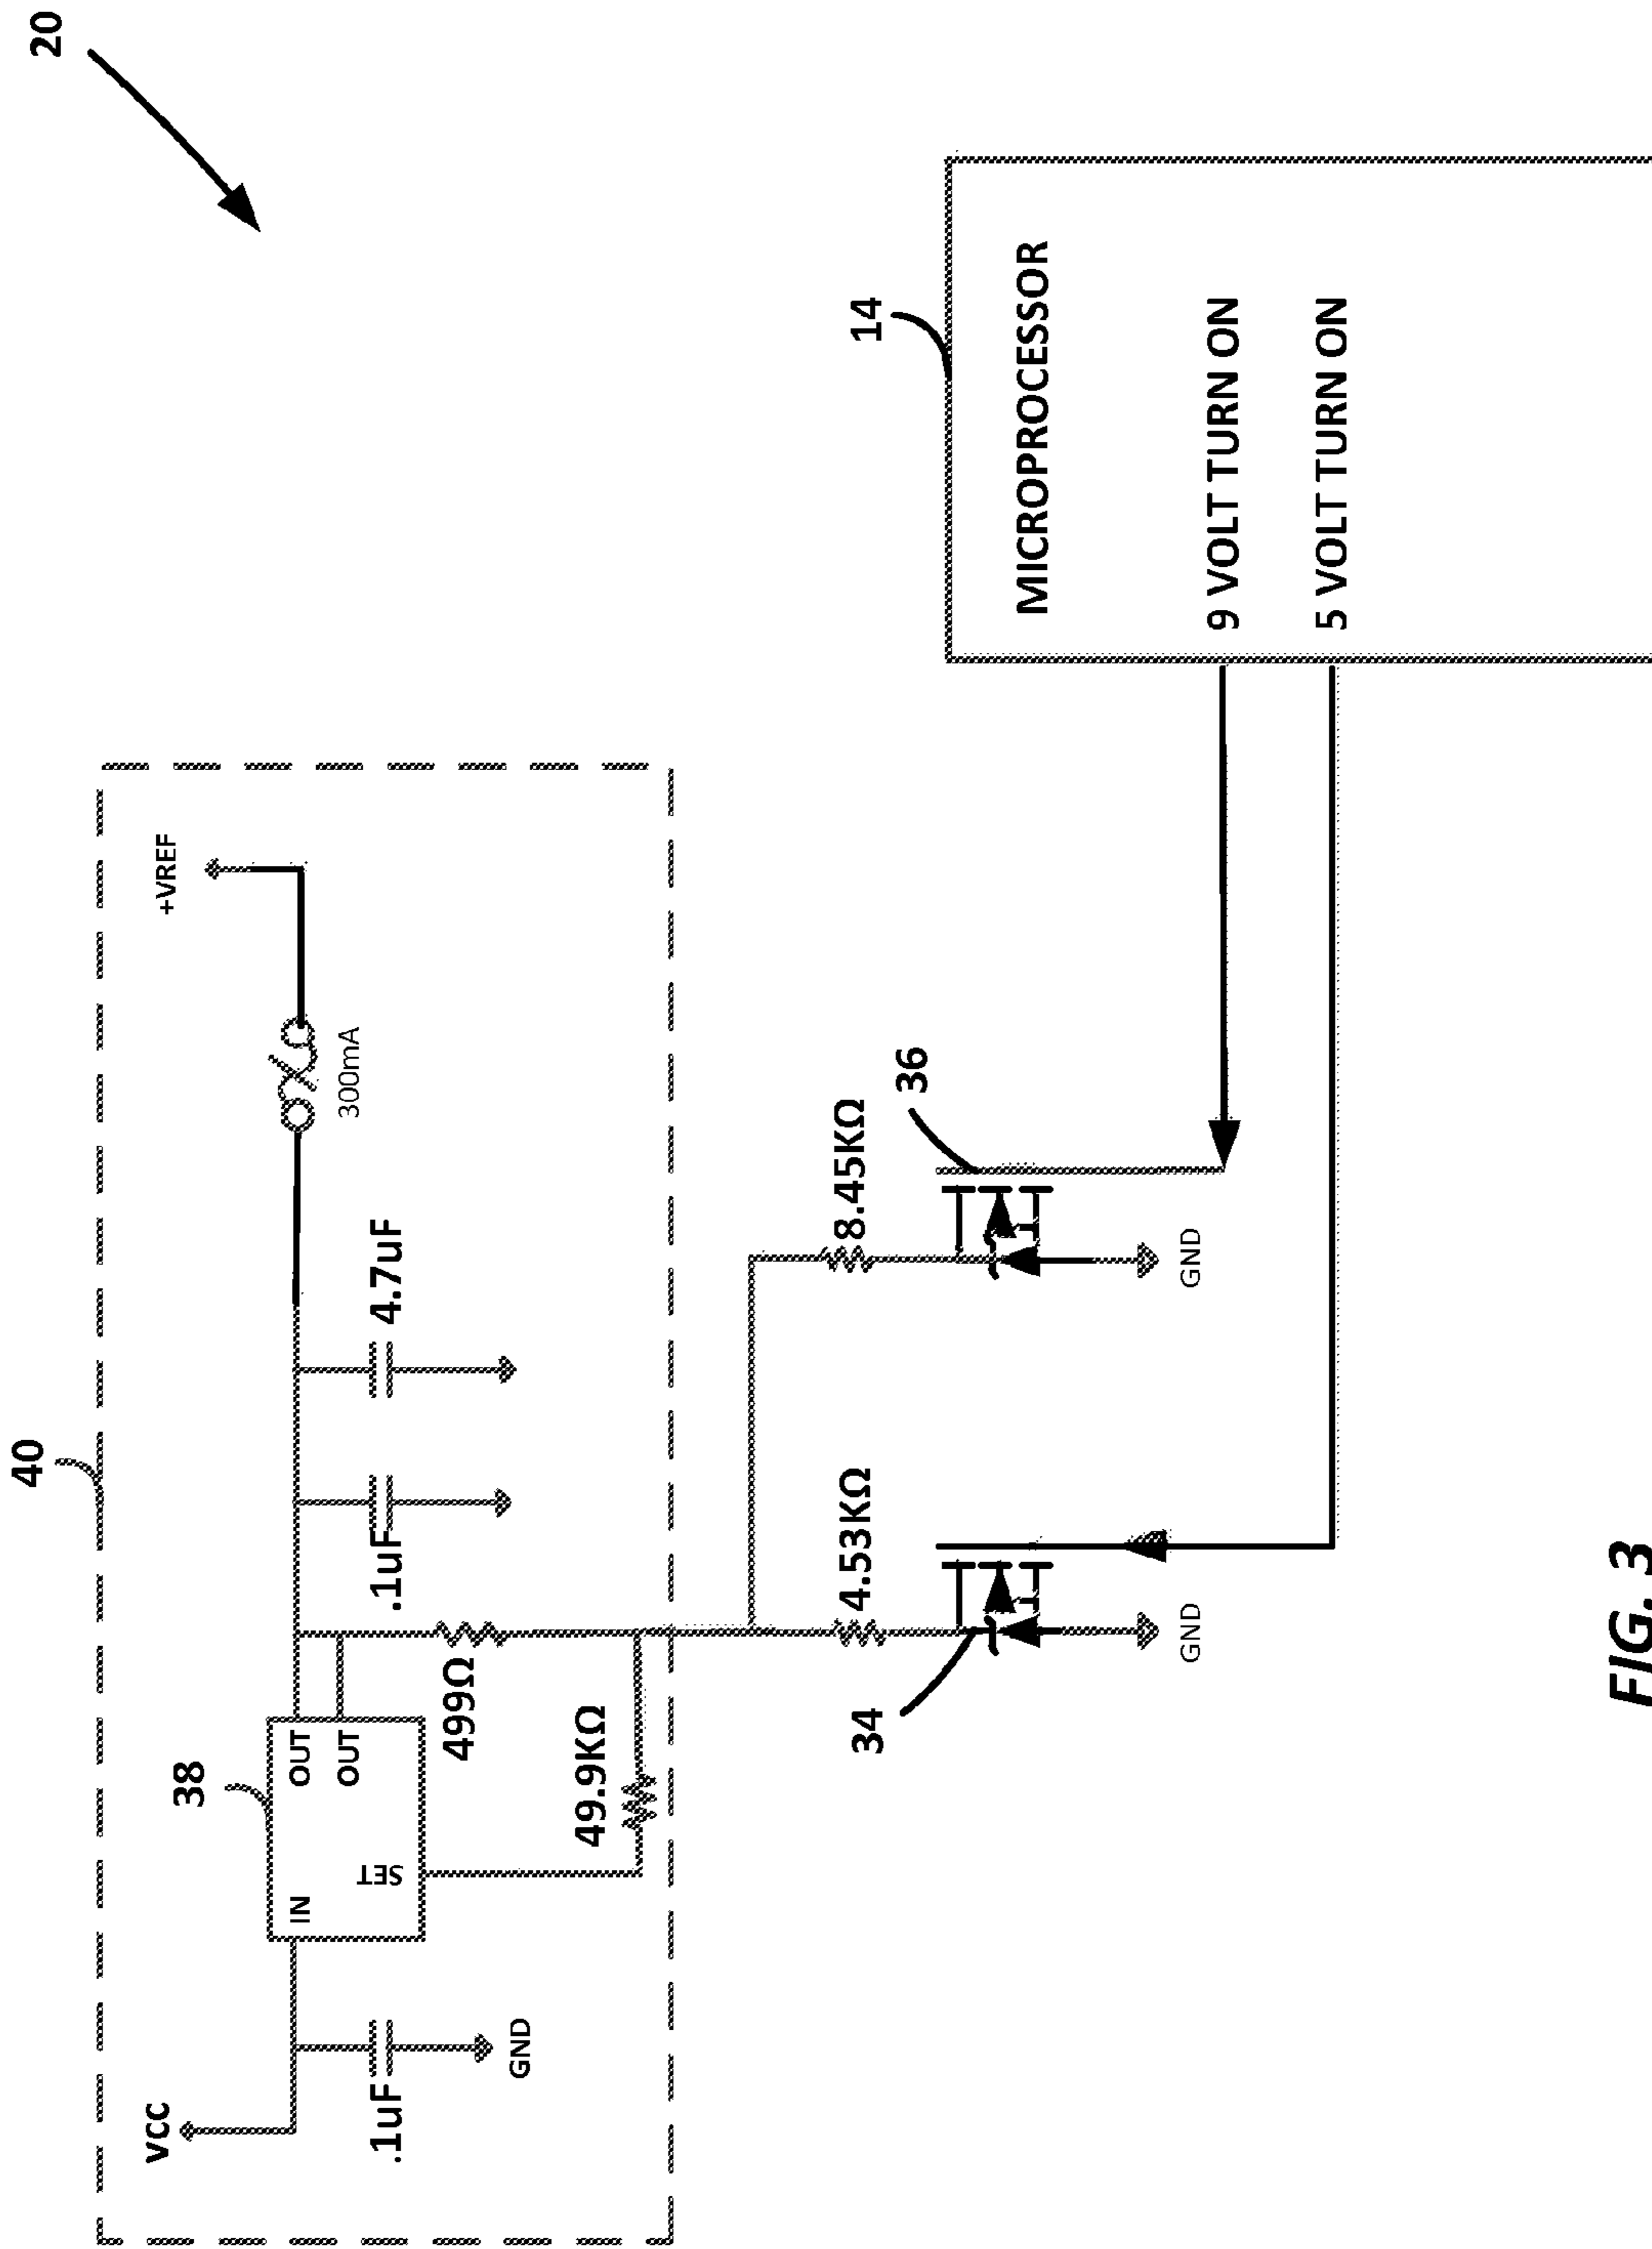 20
40
VCC
.1uF
GND
38
IN
OUT
OUT
SET
499Ω
49.9KΩ
.1uF
4.7uF
300mA
+VREF
4.53KΩ
34
GND
8.45KΩ
36
GND
14
MICROPROCESSOR
9 VOLT TURN ON
5 VOLT TURN ON
FIG. 3